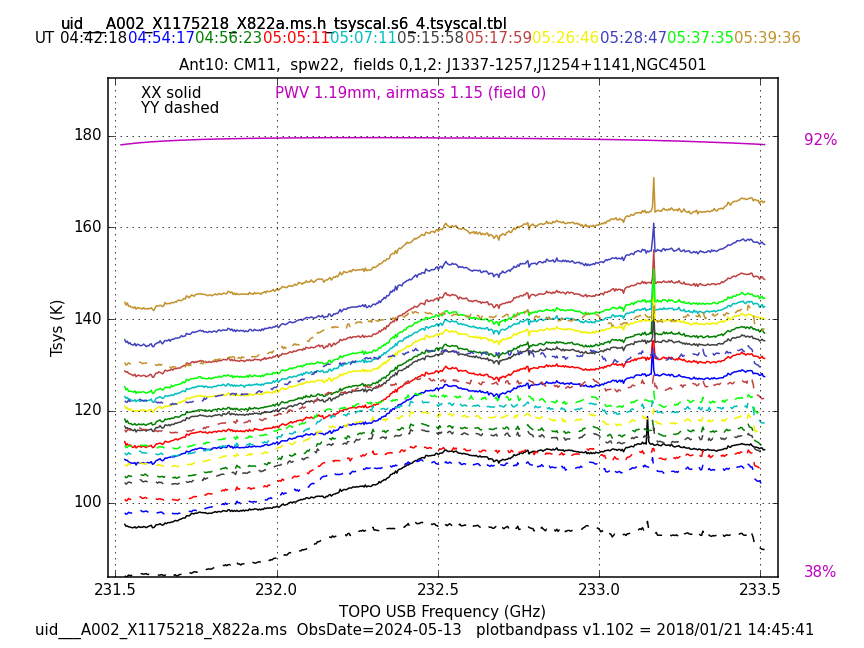 uid___A002_X1175218_X822a.ms.h_tsyscal.s6_4.tsyscal.tbl
UT 04:42:18 04:54:17 04:56:23 05:05:11 05:07:11 05:15:58 05:17:59 05:26:46 05:28:47 05:37:35 05:39:36
Ant10: CM11, spw22, fields 0,1,2: J1337-1257,J1254+1141,NGC4501
XX solid PWV 1.19mm, airmass 1.15 (field 0)
YY dashed
92%
180
160
140
120
100
Tsys (K)
38%
231.5 232.0 232.5 233.0 233.5
TOPO USB Frequency (GHz)
uid___A002_X1175218_X822a.ms ObsDate=2024-05-13 plotbandpass v1.102 = 2018/01/21 14:45:41